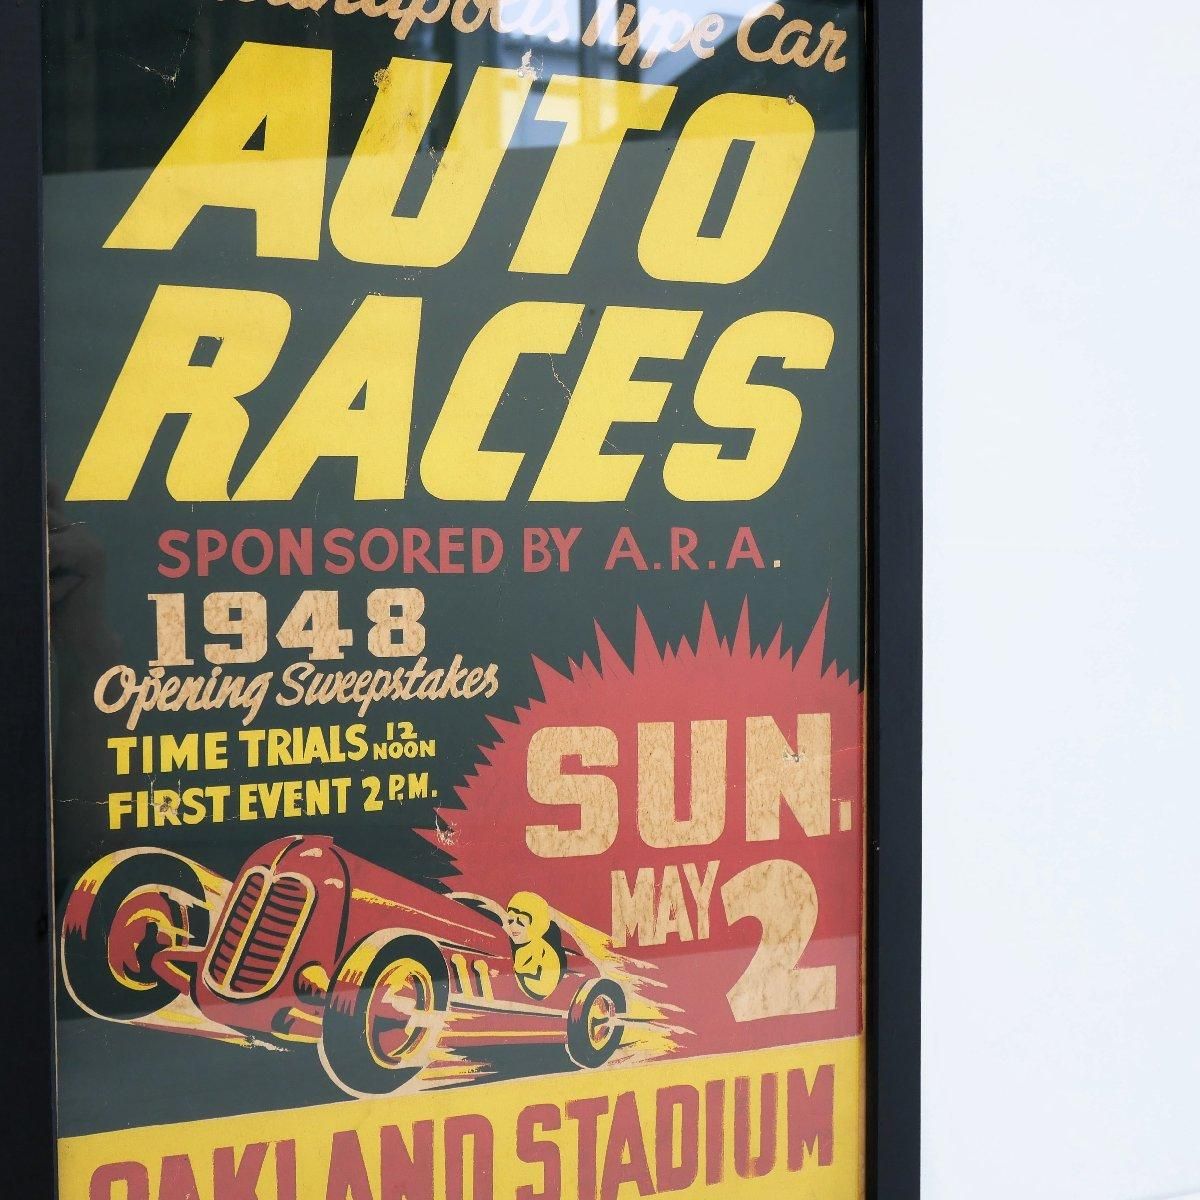 Indianapolis Type Car
AUTO
RACES
SPONSORED BY A.R.A.
1948
Opening Sweepstakes
TIME TRIALS 12 NOON
FIRST EVENT 2 P.M.
SUN.
MAY 2
OAKLAND STADIUM